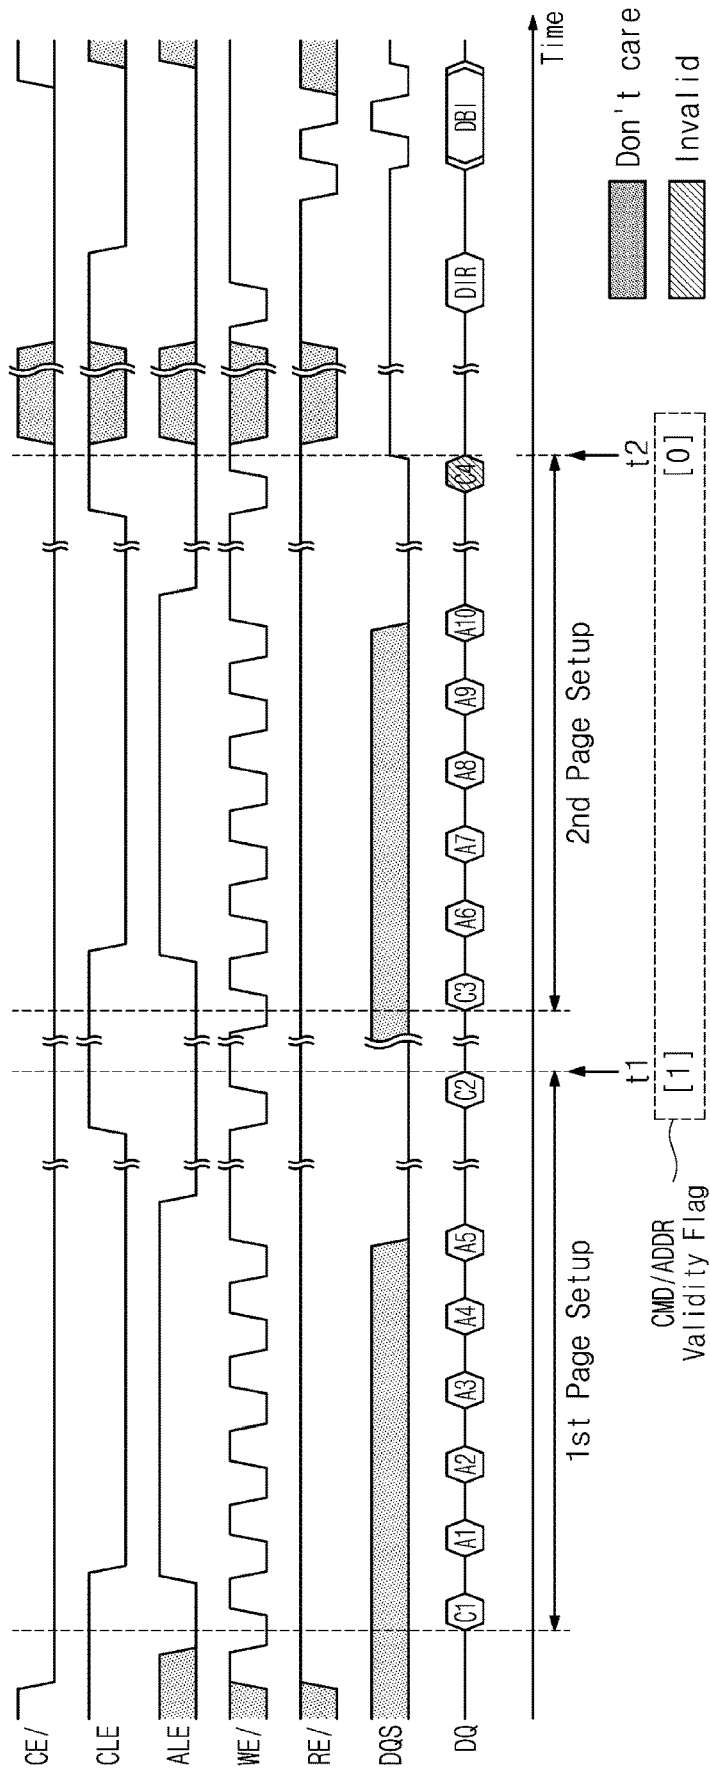 CE/
CLE
ALE
WE/
RE/
DQS
DQ
C1
A1
A2
A3
A4
A5
C2
C3
A6
A7
A8
A9
A10
C4
DIR
DBI
Time
1st Page Setup
2nd Page Setup
t1
t2
CMD/ADDR
Validity Flag
[1]
[0]
Don't care
Invalid